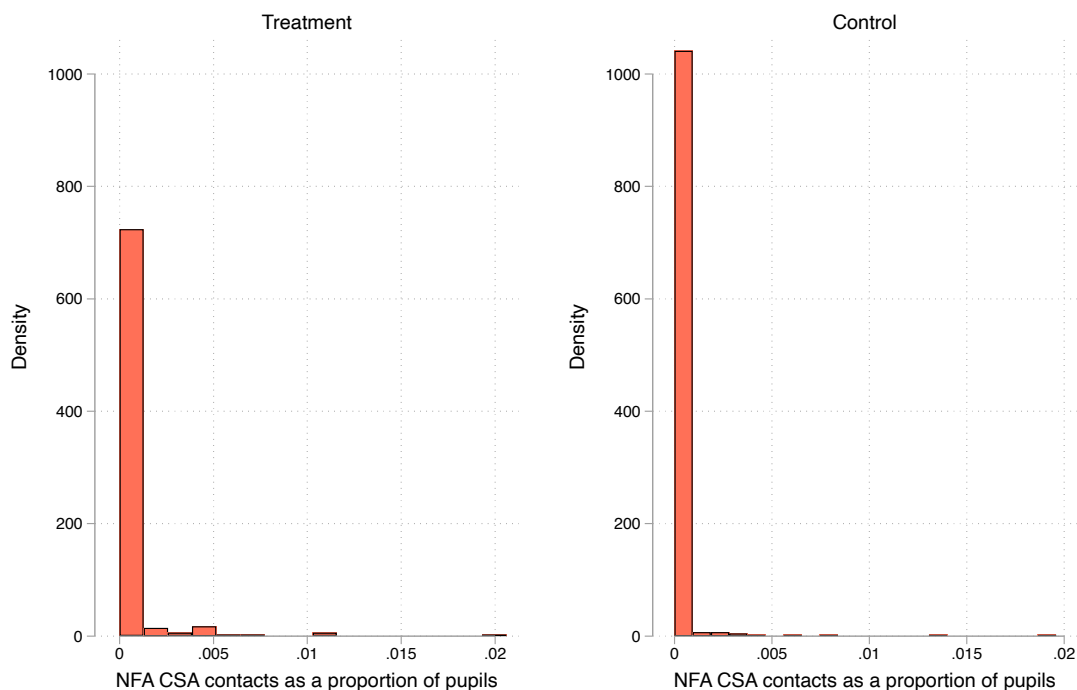 Treatment
Density
1000
800
600
400
200
0
0 .005 .01 .015 .02
NFA CSA contacts as a proportion of pupils
Control
Density
1000
800
600
400
200
0
0 .005 .01 .015 .02
NFA CSA contacts as a proportion of pupils